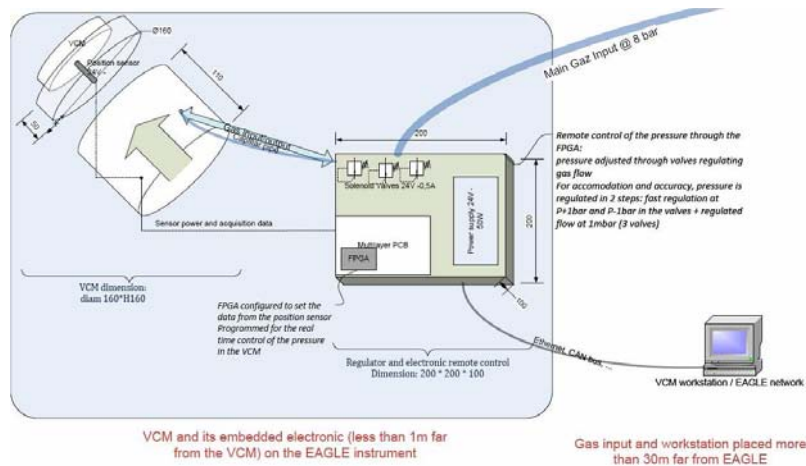 VCM
Ø160
Position sensor
24V -
110
50
Main Gaz Input @ 8 bar
Gas Input/output
Capillar pipe
200
Solenoid Valves 24V -0,5A
Power supply 24V -
50W
200
100
Remote control of the pressure through the
FPGA:
pressure adjusted through valves regulating
gas flow
For accomodation and accuracy, pressure is
regulated in 2 steps: fast regulation at
P+1bar and P-1bar in the valves + regulated
flow at 1mbar (3 valves)
Sensor power and acquisition data
Multilayer PCB
FPGA
VCM dimension:
diam 160*H160
FPGA configured to set the
data from the position sensor
Programmed for the real
time control of the pressure
in the VCM
Regulator and electronic remote control
Dimension: 200 * 200 * 100
Ethernet, CAN bus, ...
VCM workstation / EAGLE network
VCM and its embedded electronic (less than 1m far
from the VCM) on the EAGLE instrument
Gas input and workstation placed more
than 30m far from EAGLE